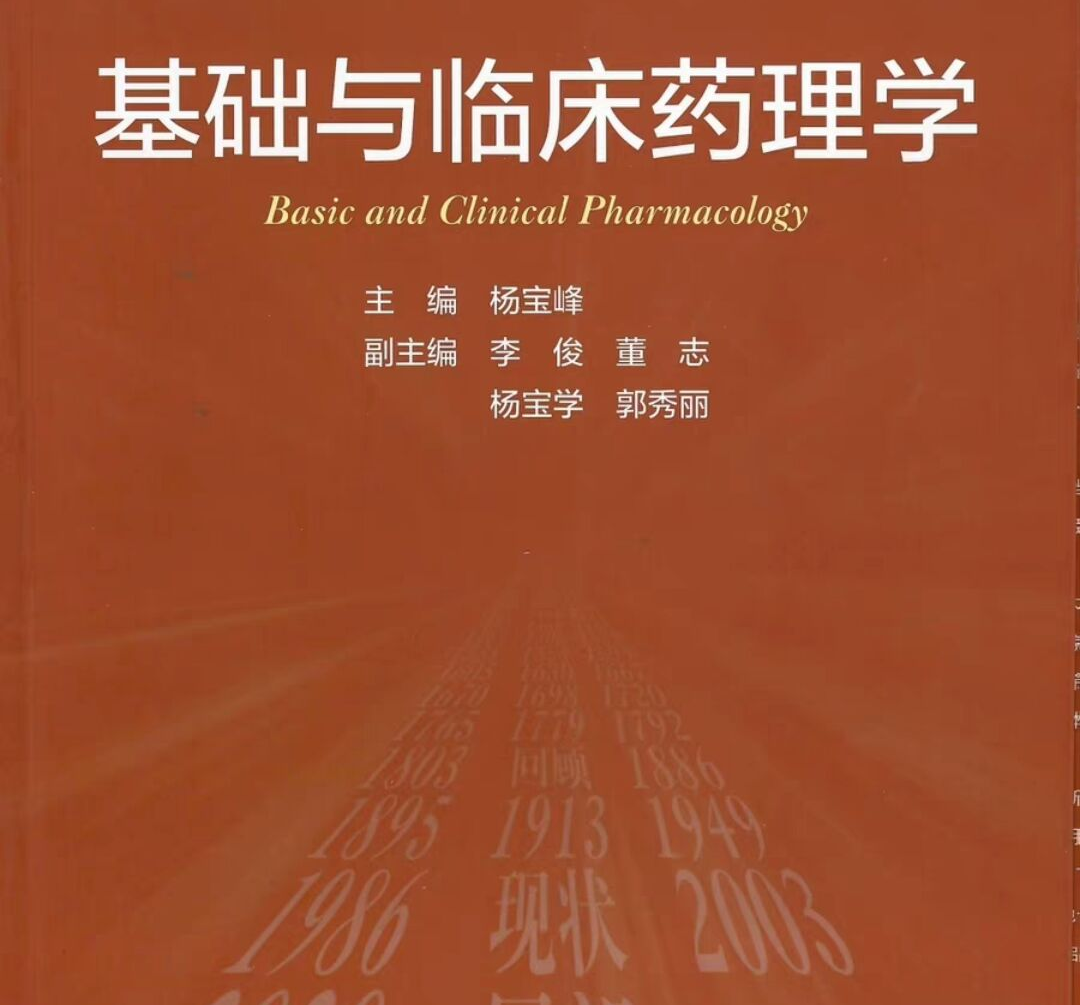 基础与临床药理学
Basic and Clinical Pharmacology
主 编 杨宝峰
副主编 李 俊 董 志
杨宝学 郭秀丽
1670 1698 1720
1765 1779 1792
1803 回顾 1886
1895 1913 1949
1986 现状 2003